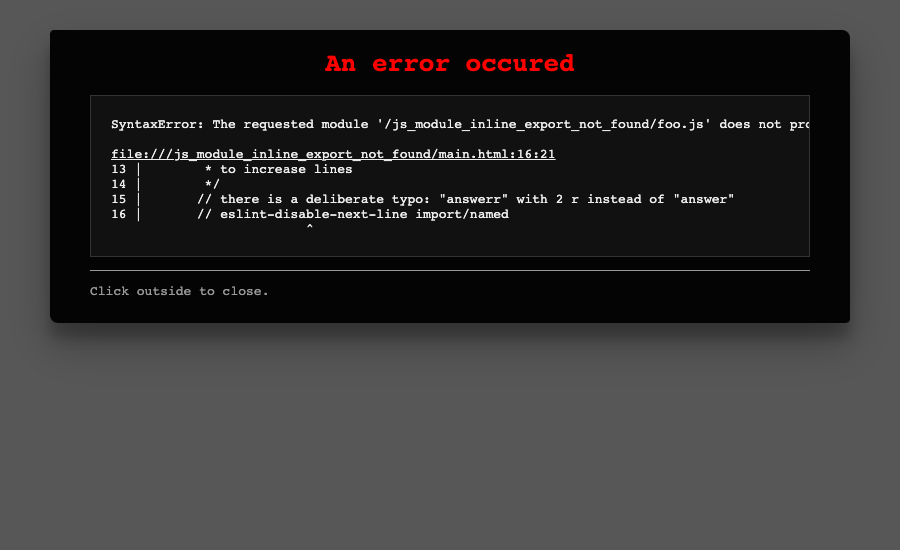 An error occured
SyntaxError: The requested module '/js_module_inline_export_not_found/foo.js' does not
file:///js_module_inline_export_not_found/main.html:16:21
13 |        * to increase lines
14 |        */
15 |       // there is a deliberate typo: "answerr" with 2 r instead of "answer"
16 |       // eslint-disable-next-line import/named
^
Click outside to close.